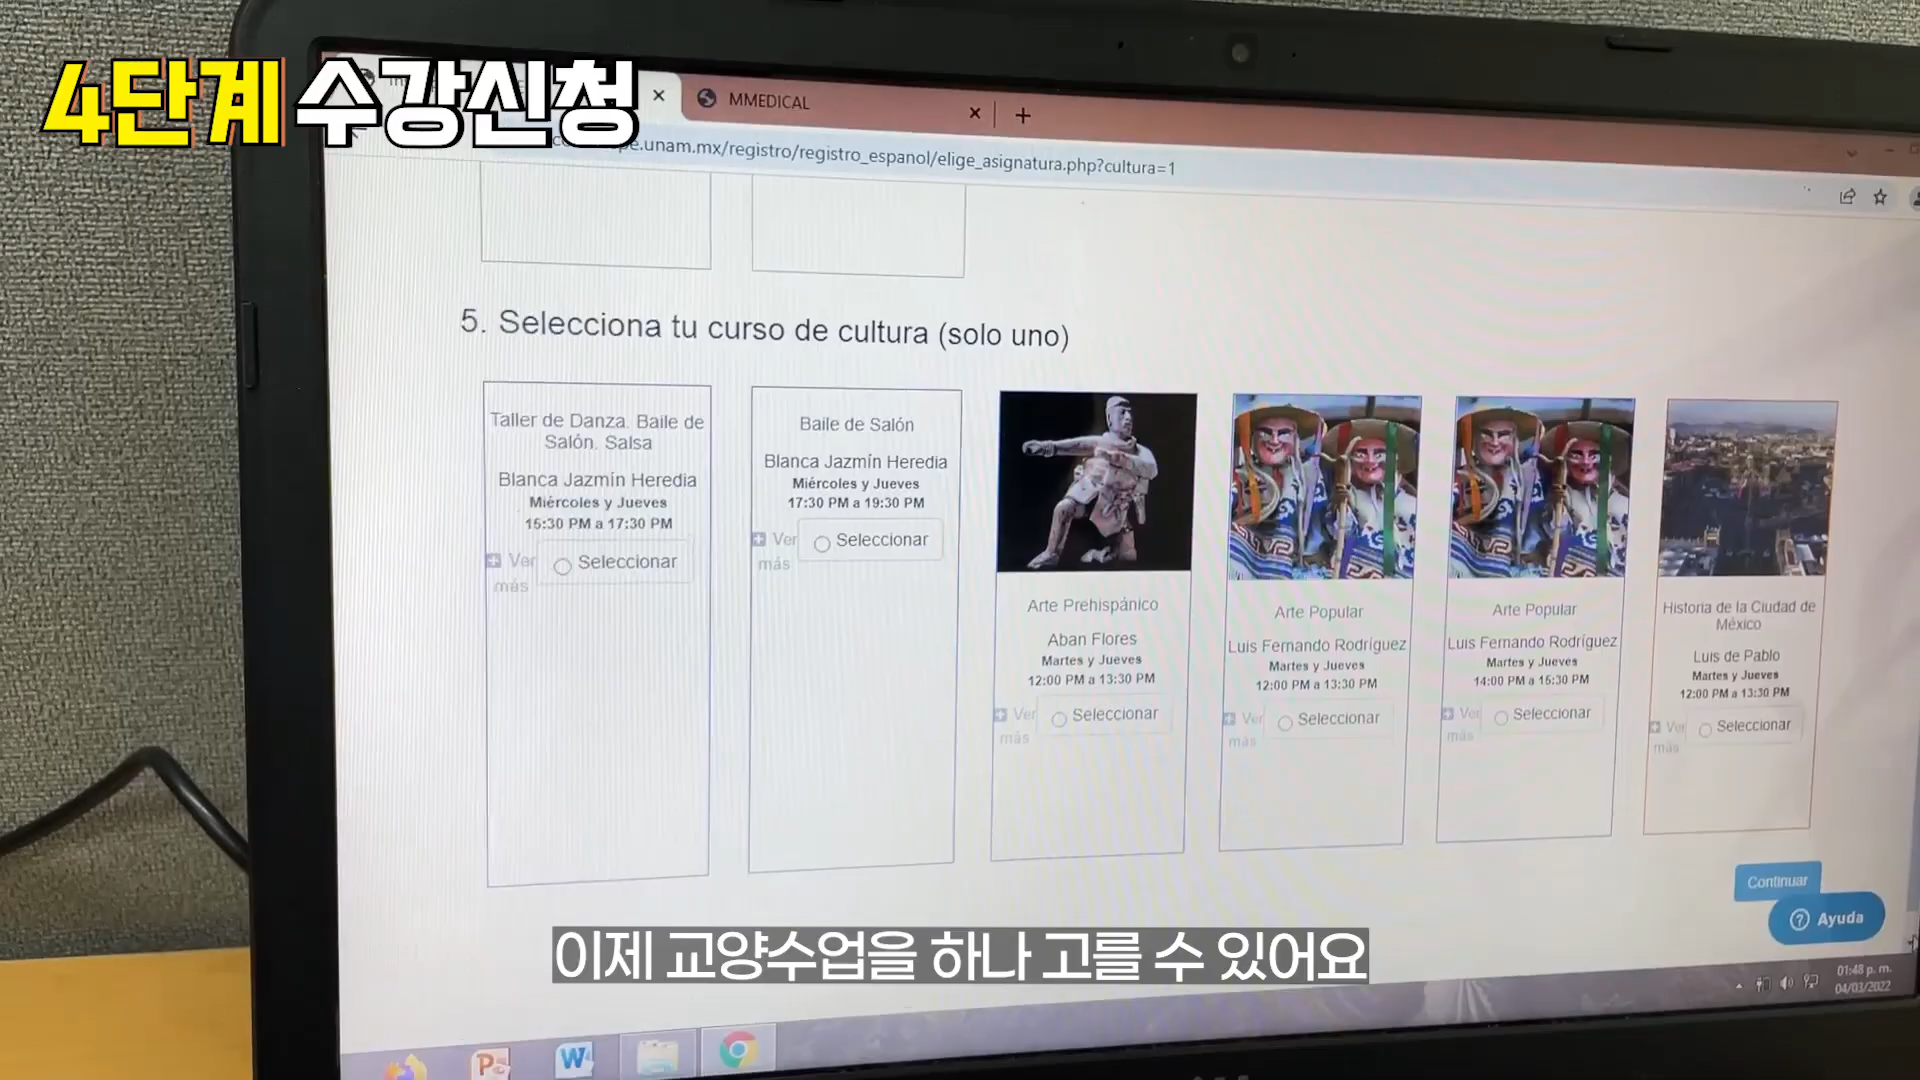 4단계 수강신청
MMEDICAL
pe.unam.mx/registro/registro_espanol/elige_asignatura.php?cultura=1
5. Selecciona tu curso de cultura (solo uno)
Taller de Danza. Baile de
Salón. Salsa
Blanca Jazmín Heredia
Miércoles y Jueves
15:30 PM a 17:30 PM
Ver
más
Seleccionar
Baile de Salón
Blanca Jazmín Heredia
Miércoles y Jueves
17:30 PM a 19:30 PM
Ver
más
Seleccionar
Arte Prehispánico
Aban Flores
Martes y Jueves
12:00 PM a 13:30 PM
Ver
más
Seleccionar
Arte Popular
Luis Fernando Rodríguez
Martes y Jueves
12:00 PM a 13:30 PM
Ver
más
Seleccionar
Arte Popular
Luis Fernando Rodríguez
Martes y Jueves
14:00 PM a 15:30 PM
Ver
más
Seleccionar
Historia de la Ciudad de
México
Luis de Pablo
Martes y Jueves
12:00 PM a 13:30 PM
Ver
más
Seleccionar
Continuar
Ayuda
이제 교양수업을 하나 고를 수 있어요
01:48 p. m.
04/03/2022